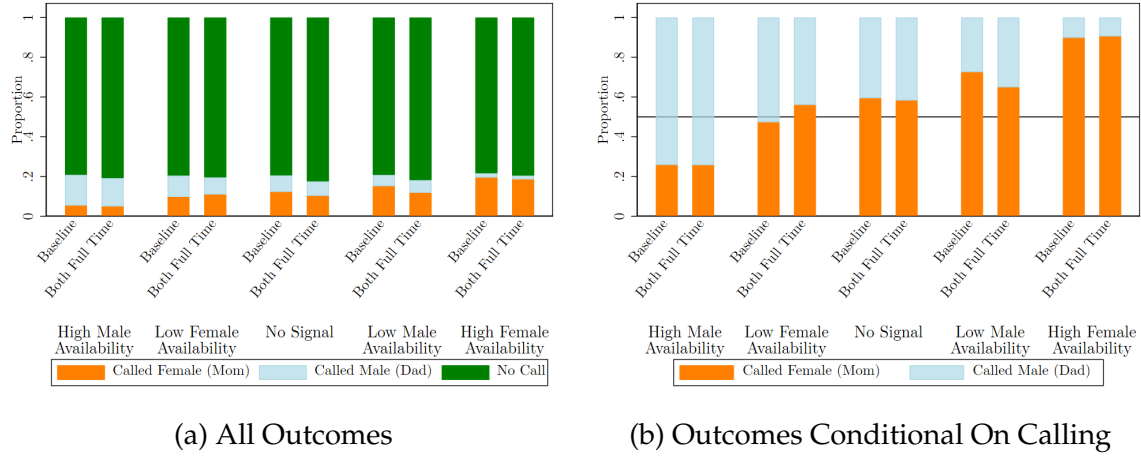 Proportion
0 .2 .4 .6 .8 1
Baseline
Both Full Time
Baseline
Both Full Time
Baseline
Both Full Time
Baseline
Both Full Time
Baseline
Both Full Time
High Male Low Female No Signal Low Male High Female
Availability Availability Availability Availability
Called Female (Mom) Called Male (Dad) No Call
(a) All Outcomes
Proportion
0 .2 .4 .6 .8 1
Baseline
Both Full Time
Baseline
Both Full Time
Baseline
Both Full Time
Baseline
Both Full Time
Baseline
Both Full Time
High Male Low Female No Signal Low Male High Female
Availability Availability Availability Availability
Called Female (Mom) Called Male (Dad)
(b) Outcomes Conditional On Calling